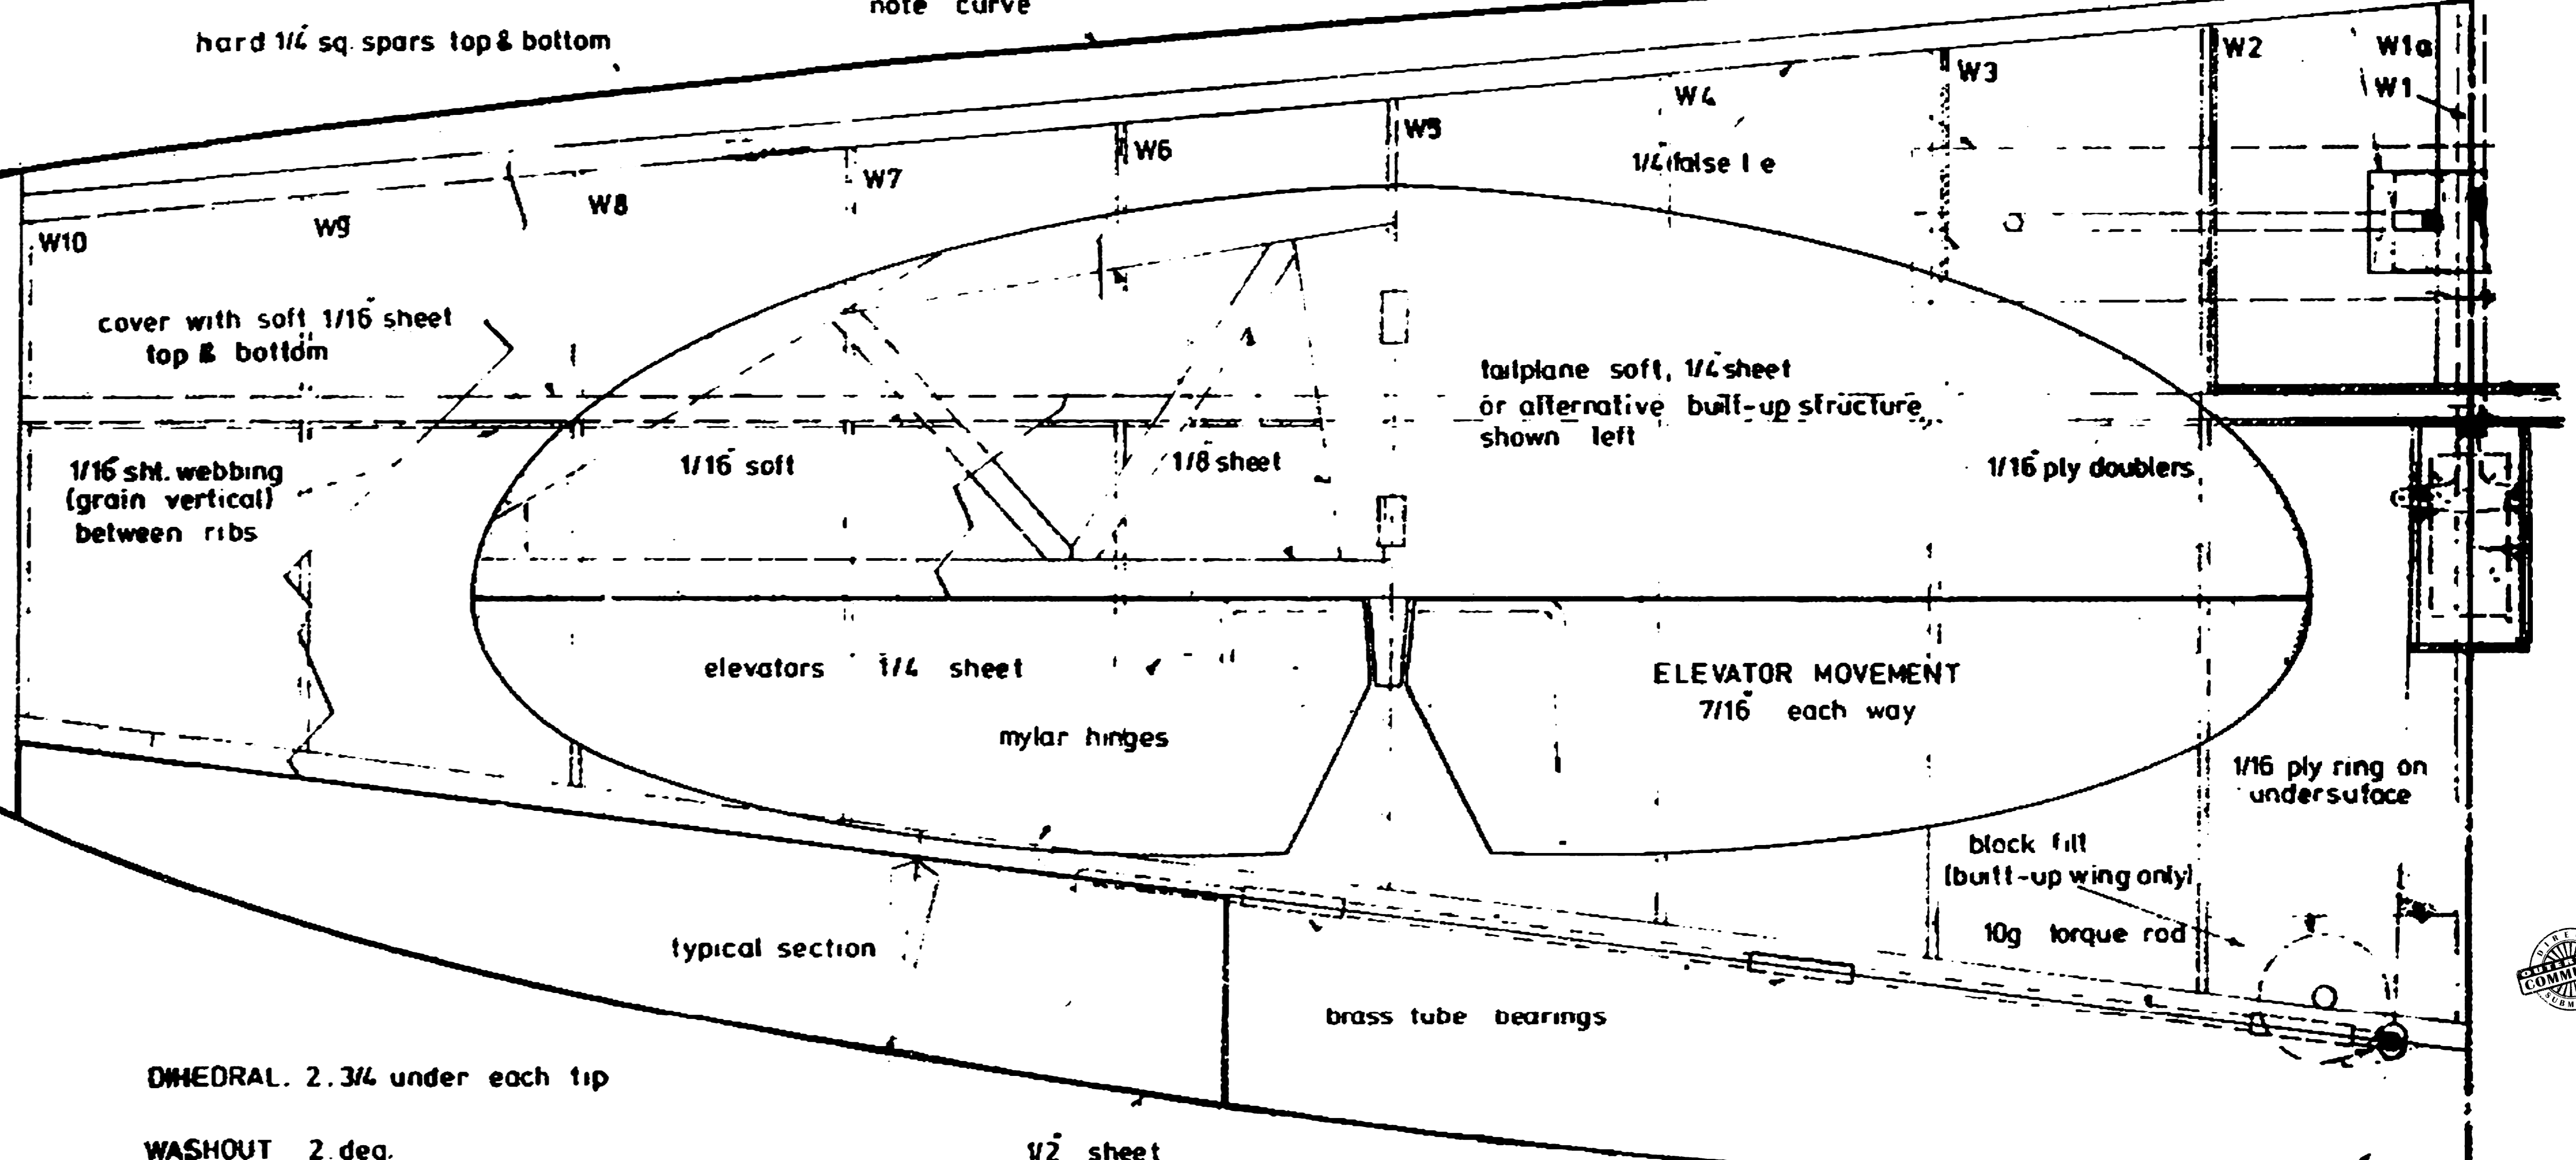 note curve
hard 1/4" sq. spars top & bottom
W1a
W2
W1
W3
W4
W5
W6
1/4" false l e
W7
W8
W9
W10
cover with soft 1/16" sheet
top & bottom
tailplane soft, 1/4" sheet
or alternative built-up structure
shown left
1/16" sht. webbing
(grain vertical)
between ribs
1/16" soft
1/8" sheet
1/16" ply doublers
elevators 1/4" sheet
ELEVATOR MOVEMENT
7/16" each way
mylar hinges
1/16 ply ring on
undersuface
block fill
(built-up wing only)
10g torque rod
typical section
brass tube bearings
DIHEDRAL. 2.3/4 under each tip
WASHOUT 2.deg.
1/2" sheet